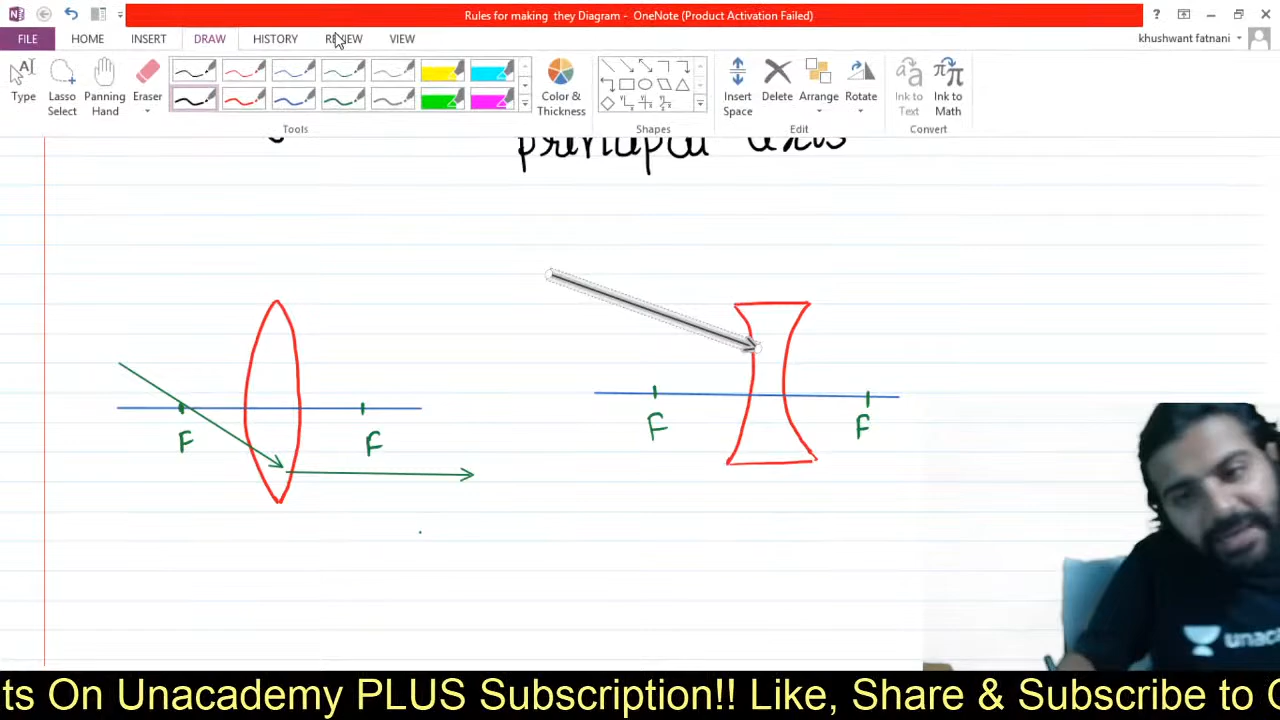 Rules for making they Diagram - OneNote (Product Activation Failed)
?
FILE HOME INSERT DRAW HISTORY REVIEW VIEW
khushwant fatnani
Type
Lasso Select
Panning Hand
Eraser
Color & Thickness
Insert Space
Delete
Arrange
Rotate
Ink to Text
Ink to Math
Tools
Shapes
Edit
Convert
principal axis
F
F
F
F
unac
ts On Unacademy PLUS Subscription!! Like, Share & Subscribe to C